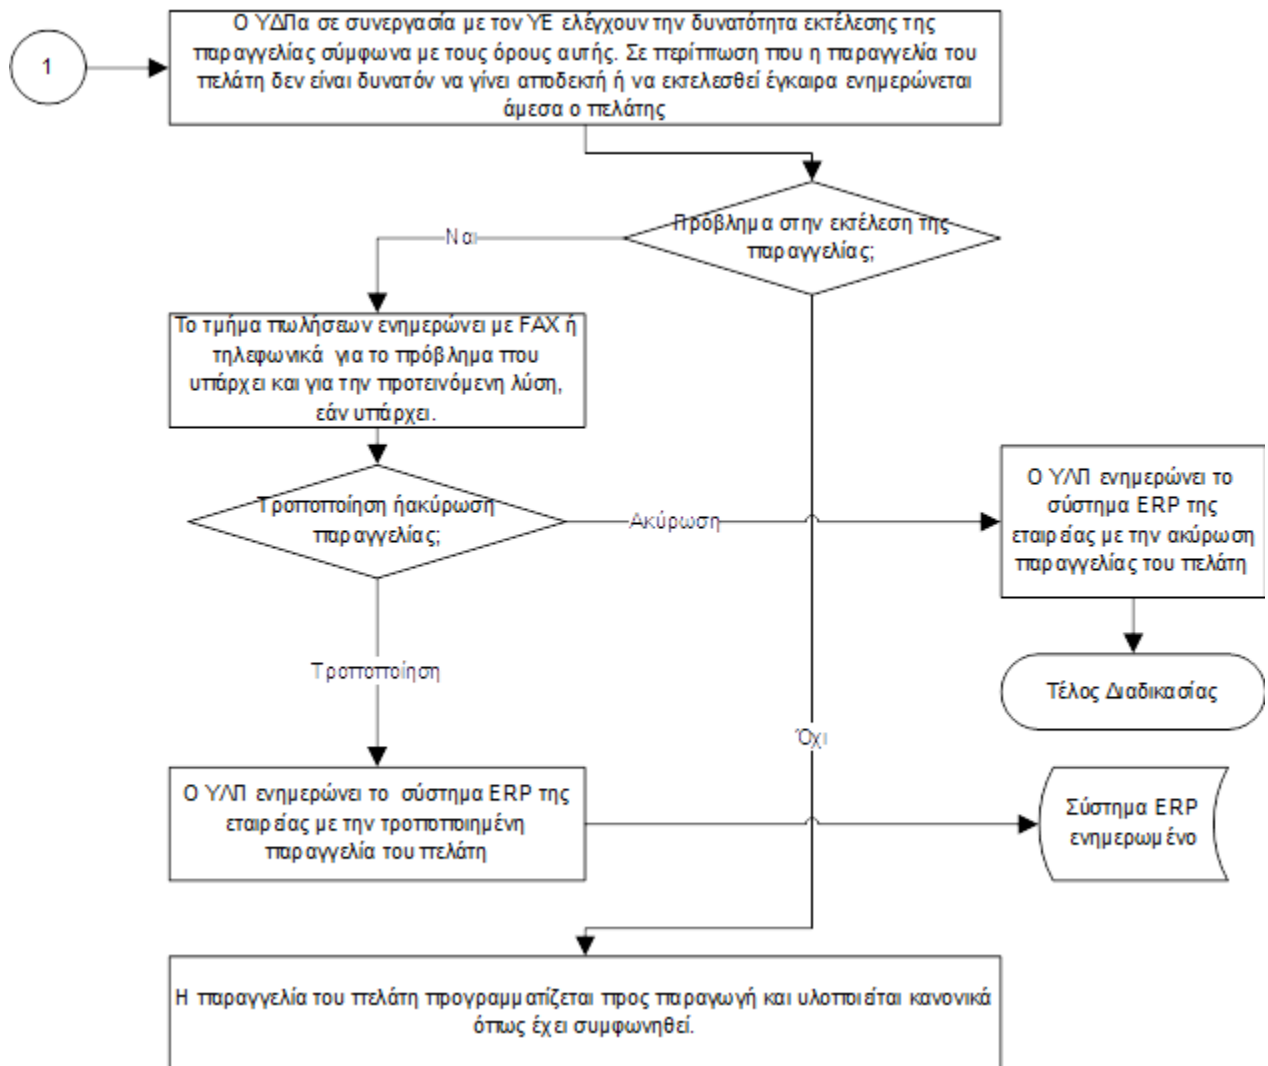 Ο ΥΔΠα σε συνεργασία με τον ΥΕ ελέγχουν την δυνατότητα εκτέλεσης της
παραγγελίας σύμφωνα με τους όρους αυτής. Σε περίπτωση που η παραγγελία του
πελάτη δεν είναι δυνατόν να γίνει αποδεκτή ή να εκτελεσθεί έγκαιρα ενημερώνεται
άμεσα ο πελάτης
1
Πρόβλημα στην εκτέλεση της
παραγγελίας;
Ναι
Το τμήμα πωλήσεων ενημερώνει με FAX ή
τηλεφωνικά για το πρόβλημα που
υπάρχει και για την προτεινόμενη λύση,
εάν υπάρχει.
Τροποποίηση ήακύρωση
παραγγελίας;
Ακύρωση
Ο ΥΛΠ ενημερώνει το
σύστημα ERP της
εταιρείας με την ακύρωση
παραγγελίας του πελάτη
Τροποποίηση
Τέλος Διαδικασίας
Όχι
Ο ΥΛΠ ενημερώνει το σύστημα ERP της
εταιρείας με την τροποποιημένη
παραγγελία του πελάτη
Σύστημα ERP
ενημερωμένο
Η παραγγελία του πελάτη προγραμματίζεται προς παραγωγή και υλοποιείται κανονικά
όπως έχει συμφωνηθεί.